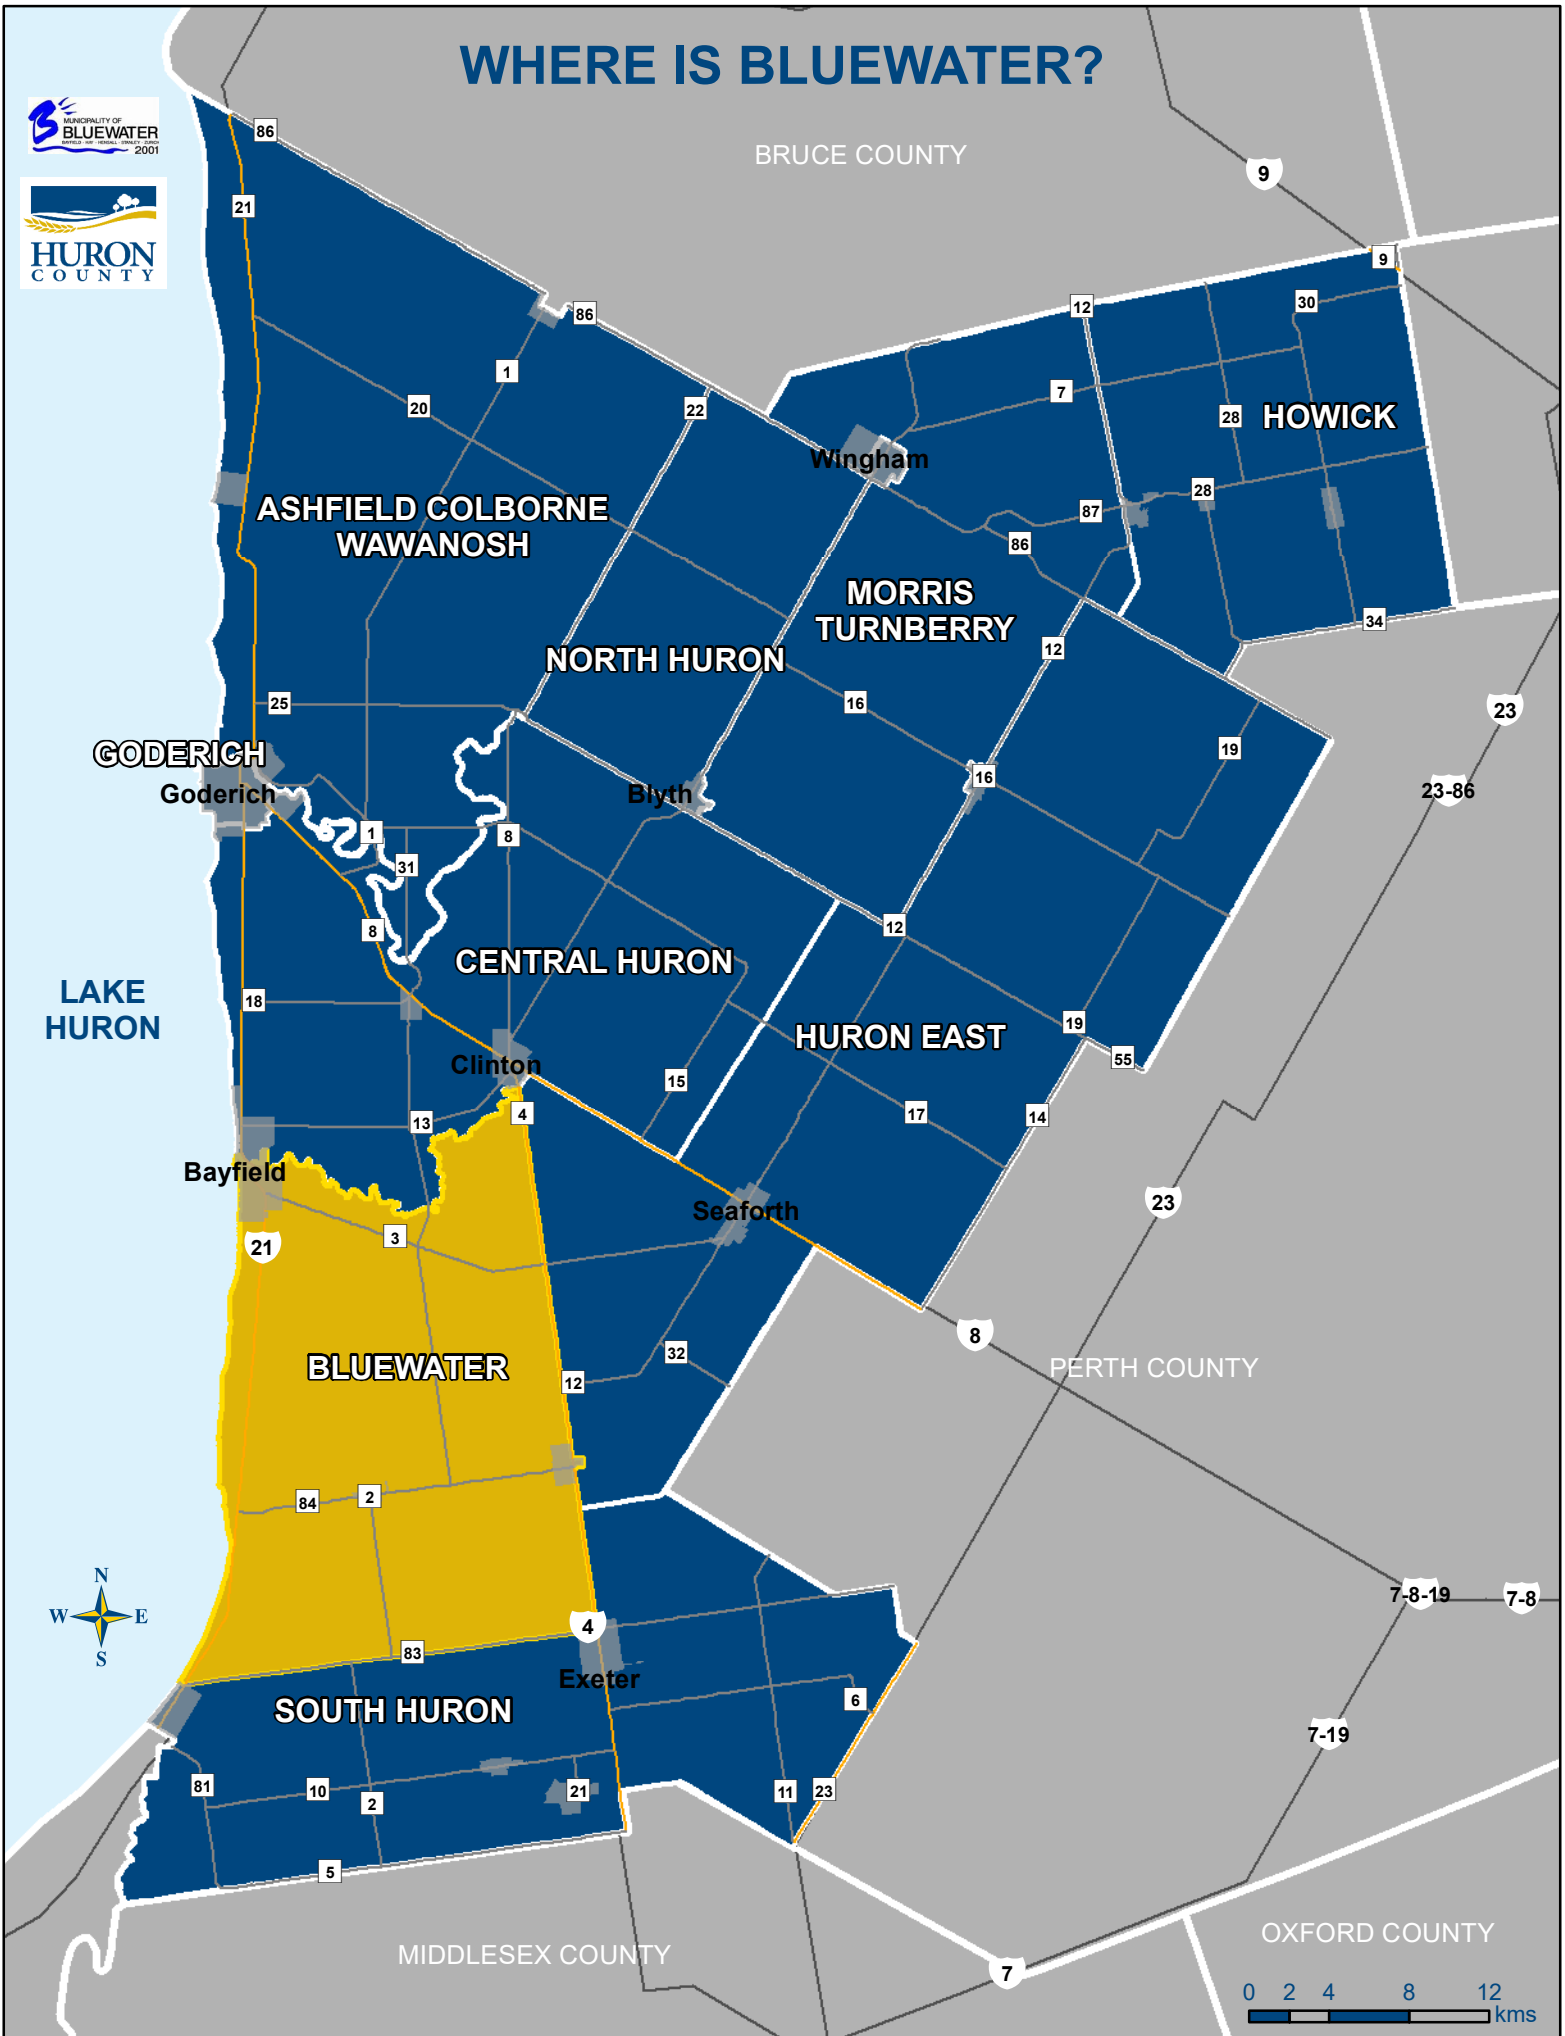 WHERE IS BLUEWATER?
MUNICIPALITY OF
BLUEWATER
BAYFIELD - HAY - HENSALL - STANLEY - ZURICH
2001
HURON
COUNTY
BRUCE COUNTY
86
9
21
9
30
12
86
1
7
20
22
28
HOWICK
Wingham
28
ASHFIELD COLBORNE
WAWANOSH
87
86
MORRIS
TURNBERRY
34
12
NORTH HURON
25
16
23
19
GODERICH
Goderich
Blyth
16
23-86
1
8
31
8
12
CENTRAL HURON
LAKE
HURON
18
19
HURON EAST
55
Clinton
15
4
13
17
14
Bayfield
Seaforth
23
3
21
8
32
BLUEWATER
PERTH COUNTY
12
84
2
N
W
E
S
7-8-19
7-8
4
83
Exeter
SOUTH HURON
6
7-19
81
10
2
21
11
23
5
MIDDLESEX COUNTY
OXFORD COUNTY
7
0 2 4 8 12
kms